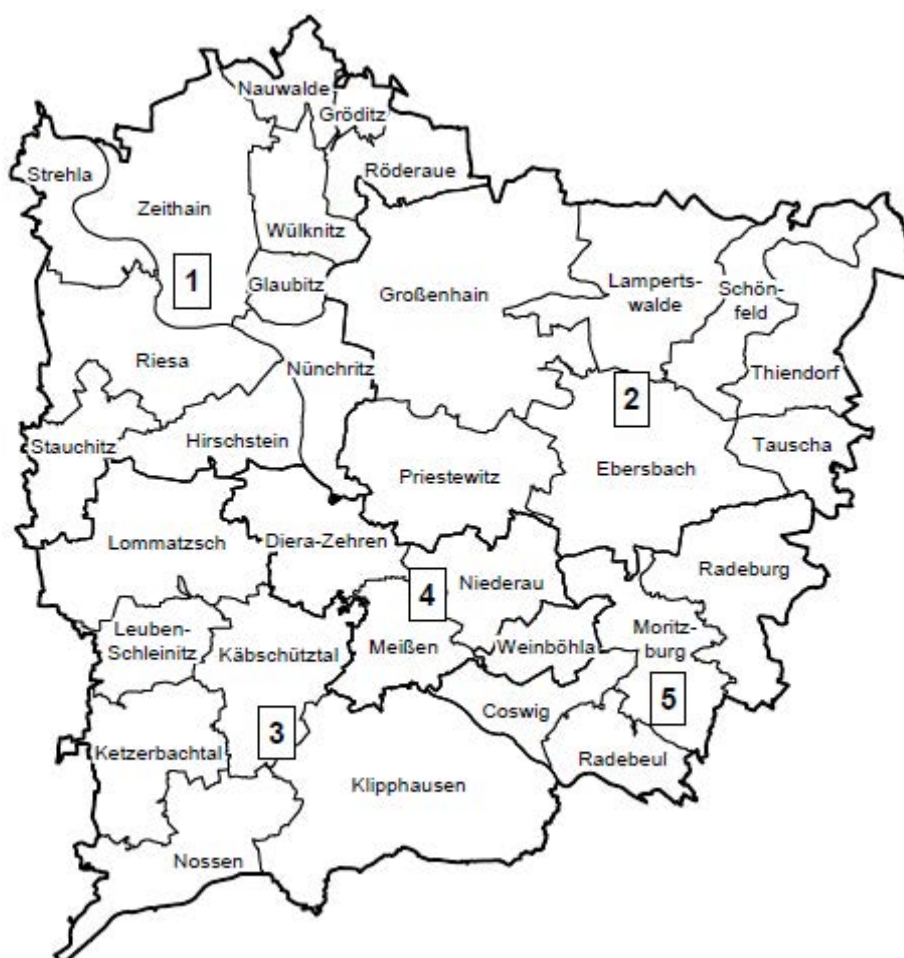 Nauwalde
Gröditz
Strehla
Röderaue
Zeithain
Wülknitz
1
Glaubitz
Großenhain
Lamperts-
walde
Schön-
feld
Riesa
Nünchritz
Thiendorf
2
Stauchitz
Hirschstein
Tauscha
Priestewitz
Ebersbach
Lommatzsch
Diera-Zehren
Radeburg
Niederau
4
Leuben-
Schleinitz
Käbschütztal
Meißen
Weinböhla
Moritz-
burg
5
Coswig
3
Ketzerbachtal
Radebeul
Klipphausen
Nossen